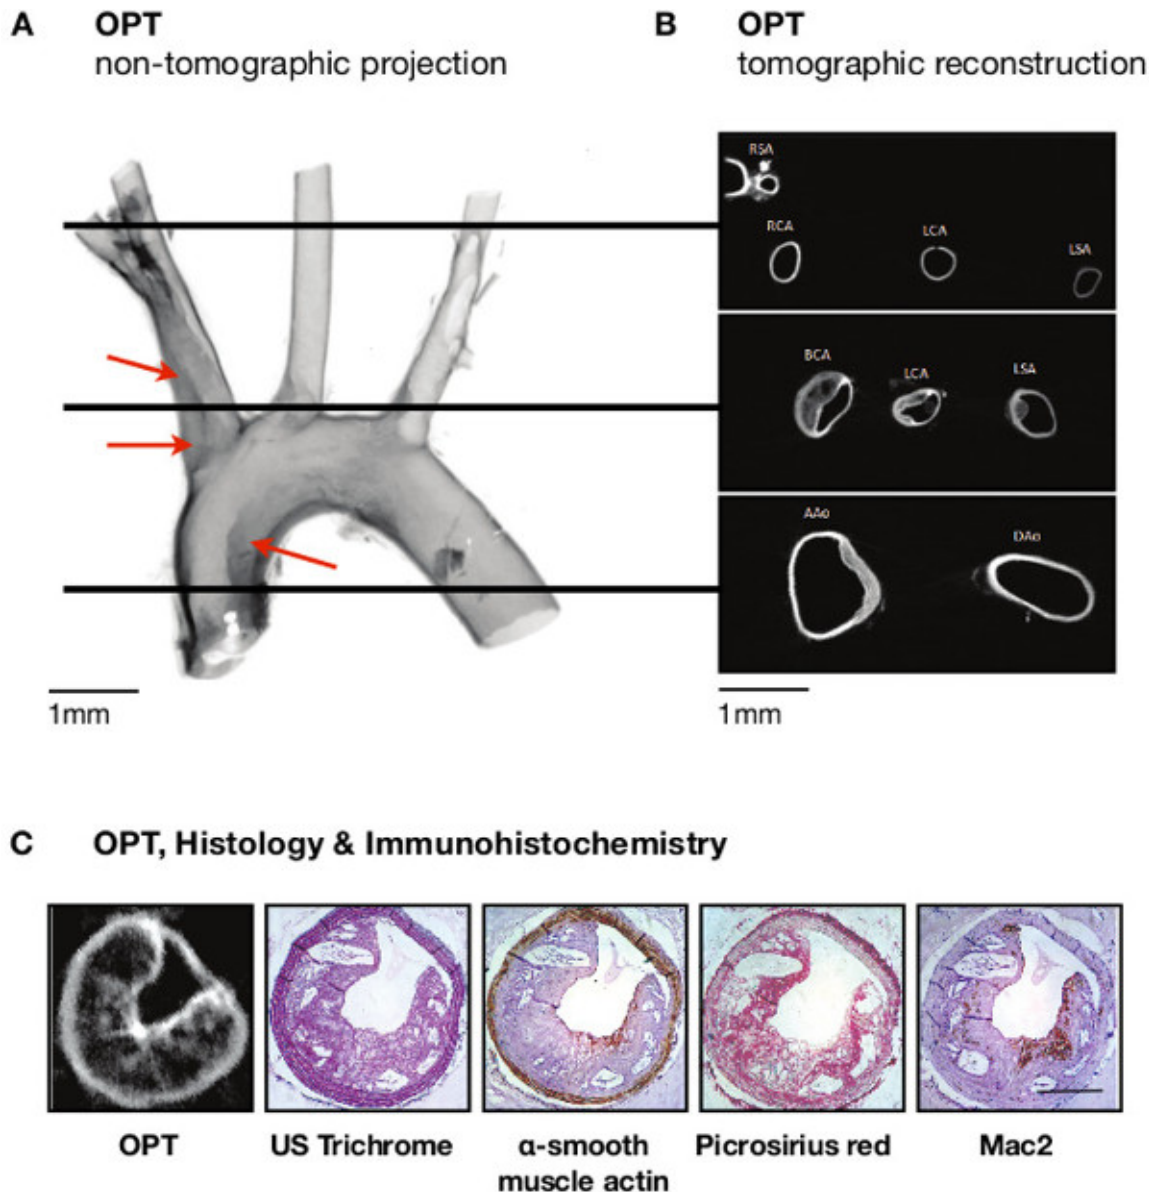 A
OPT
non-tomographic projection
B
OPT
tomographic reconstruction
RSA
RCA
LCA
LSA
BCA
LCA
LSA
AAo
DAo
1mm
1mm
C
OPT, Histology & Immunohistochemistry
OPT
US Trichrome
α-smooth
muscle actin
Picrosirius red
Mac2